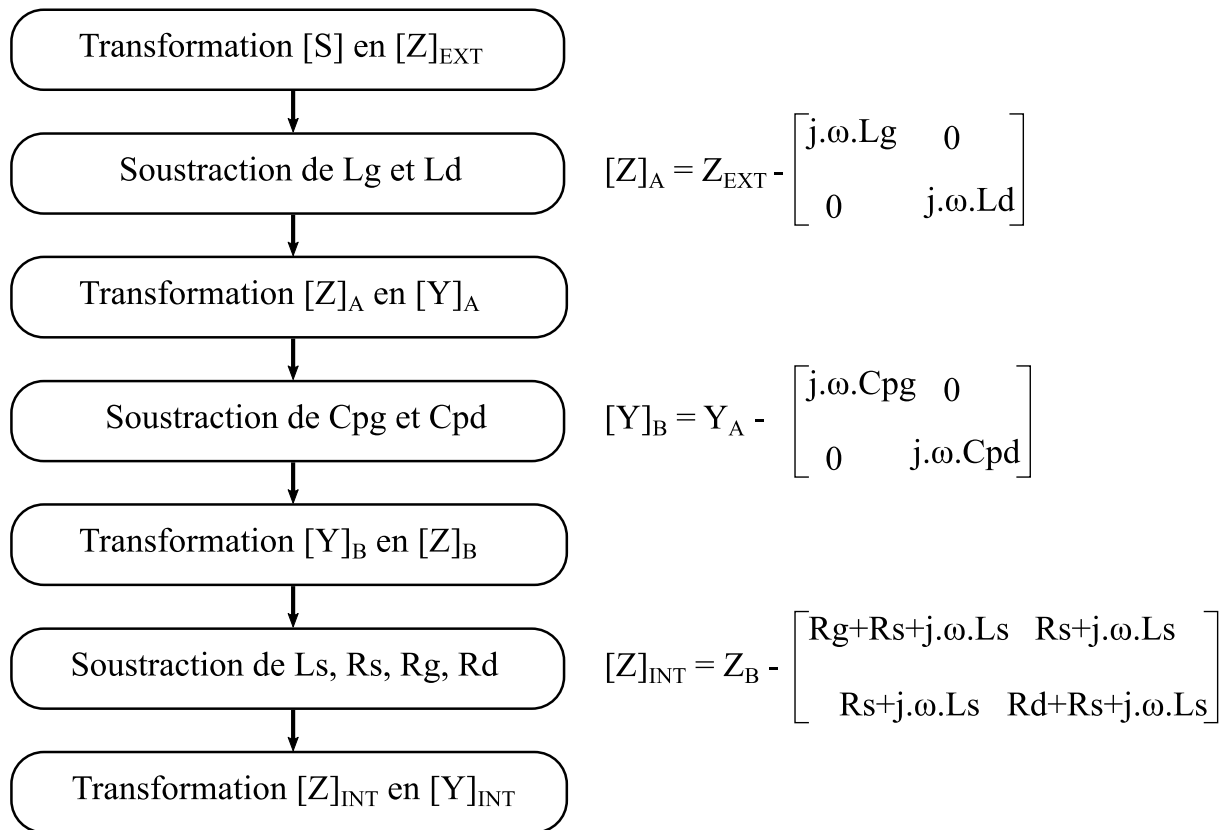 Transformation [S] en [Z]EXT
Soustraction de Lg et Ld
[Z]A = ZEXT - [j.ω.Lg 0
0 j.ω.Ld]
Transformation [Z]A en [Y]A
Soustraction de Cpg et Cpd
[Y]B = YA - [j.ω.Cpg 0
0 j.ω.Cpd]
Transformation [Y]B en [Z]B
Soustraction de Ls, Rs, Rg, Rd
[Z]INT = ZB - [Rg+Rs+j.ω.Ls Rs+j.ω.Ls
Rs+j.ω.Ls Rd+Rs+j.ω.Ls]
Transformation [Z]INT en [Y]INT